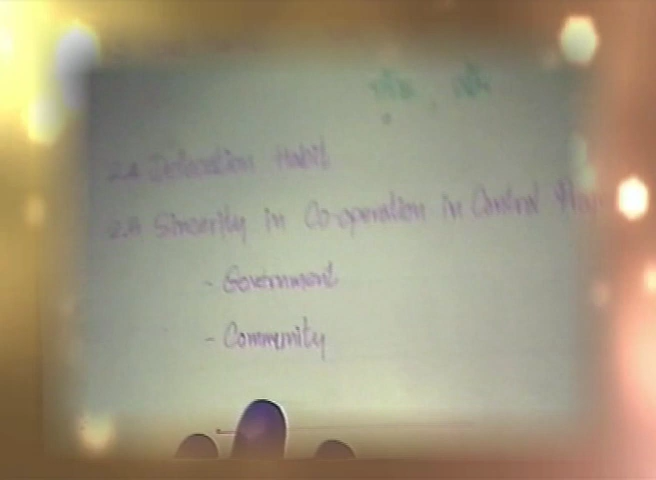 2.4 Defecation Habit
2.5 Sincerity in Co-operation in Control
- Government
- Community